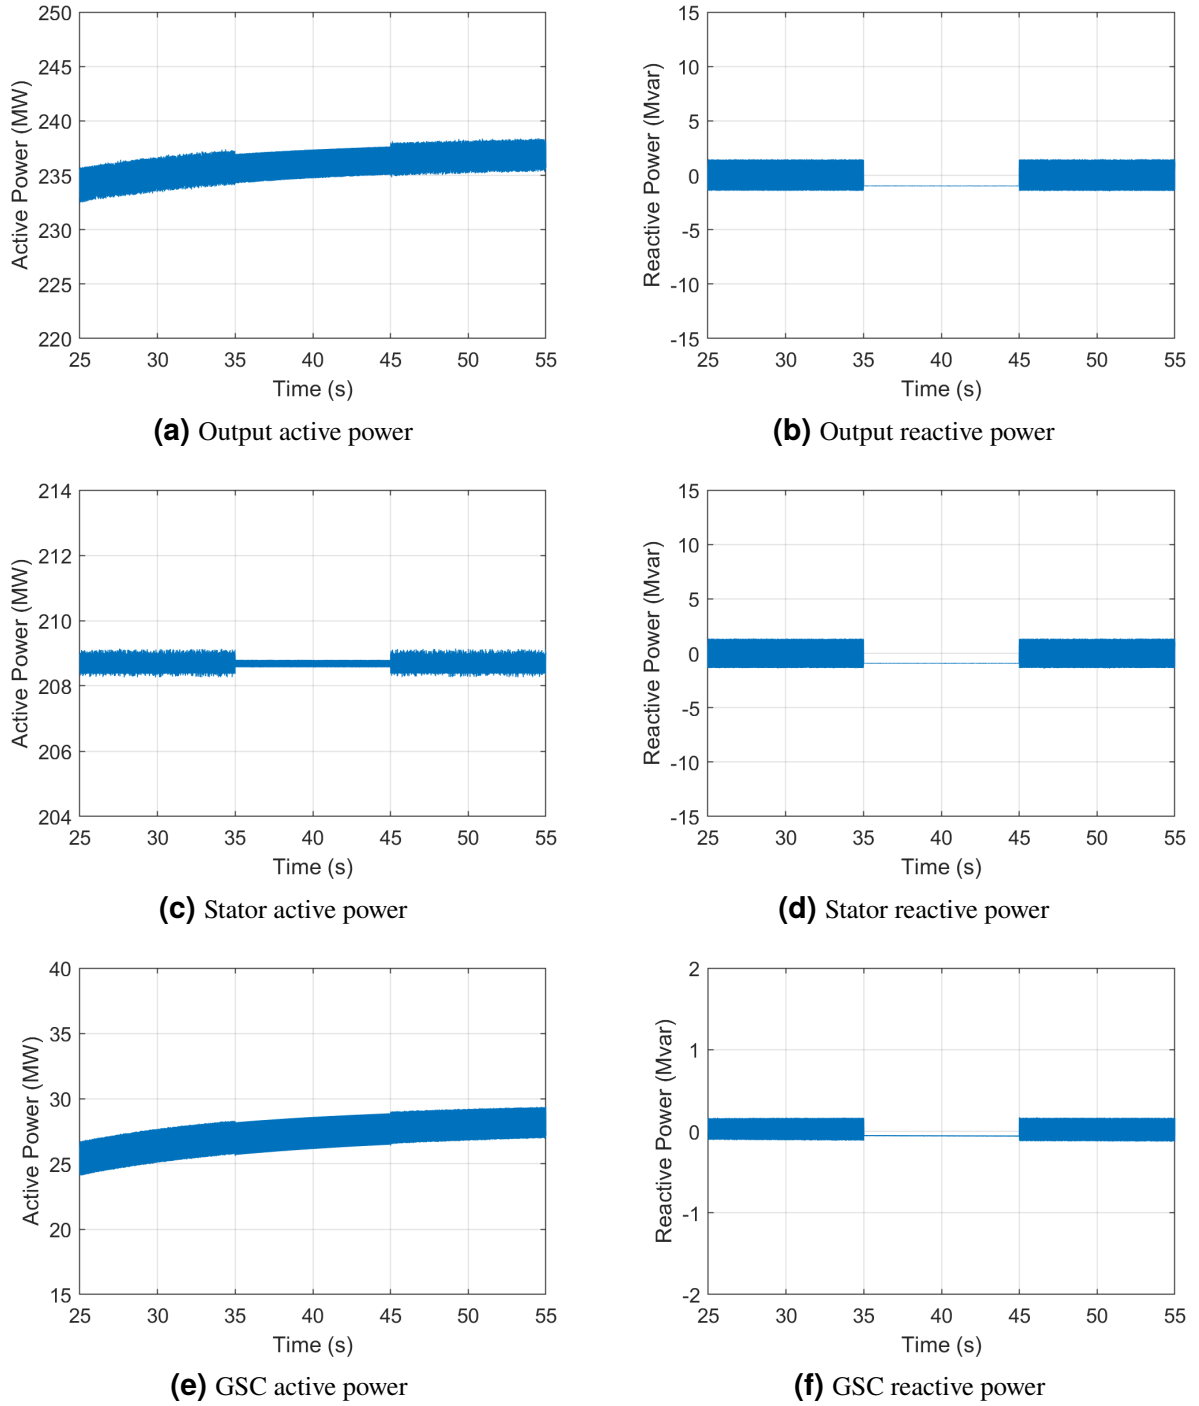 250
245
240
235
230
225
220
Active Power (MW)
25 30 35 40 45 50 55
Time (s)
(a) Output active power
15
10
5
0
-5
-10
-15
Reactive Power (Mvar)
25 30 35 40 45 50 55
Time (s)
(b) Output reactive power
214
212
210
208
206
204
Active Power (MW)
25 30 35 40 45 50 55
Time (s)
(c) Stator active power
15
10
5
0
-5
-10
-15
Reactive Power (Mvar)
25 30 35 40 45 50 55
Time (s)
(d) Stator reactive power
40
35
30
25
20
15
Active Power (MW)
25 30 35 40 45 50 55
Time (s)
(e) GSC active power
2
1
0
-1
-2
Reactive Power (Mvar)
25 30 35 40 45 50 55
Time (s)
(f) GSC reactive power